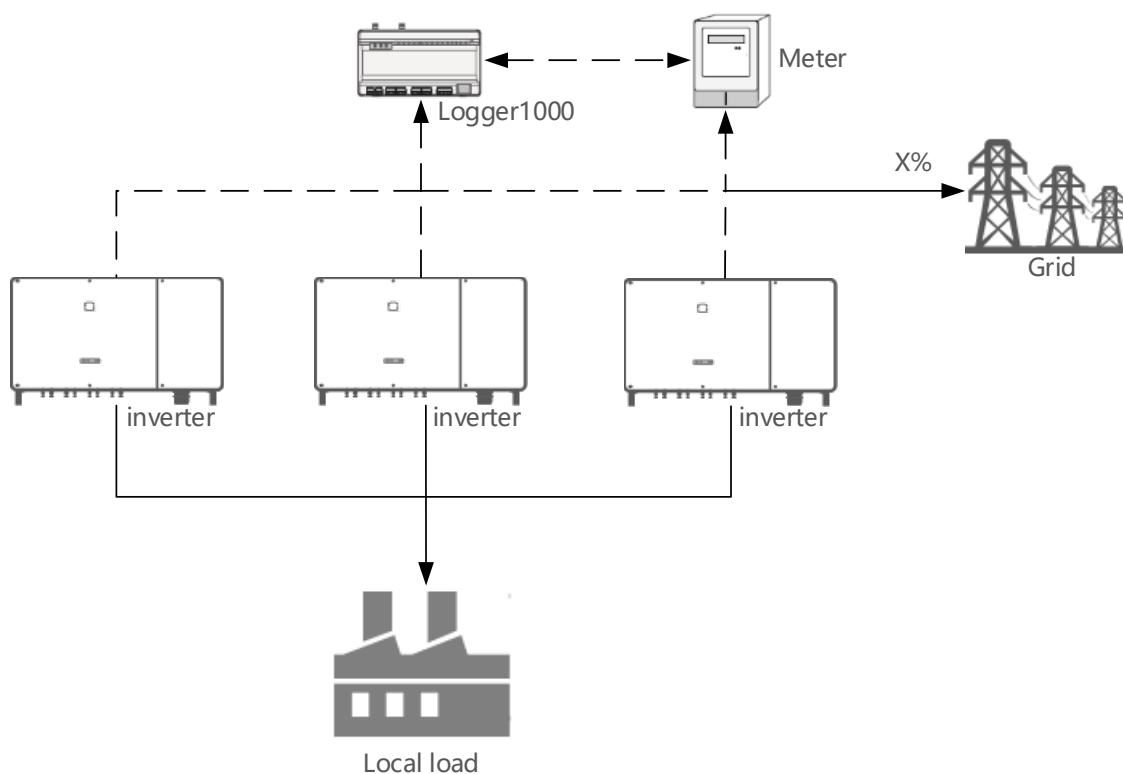 Meter
Logger1000
X%
Grid
inverter
inverter
inverter
Local load